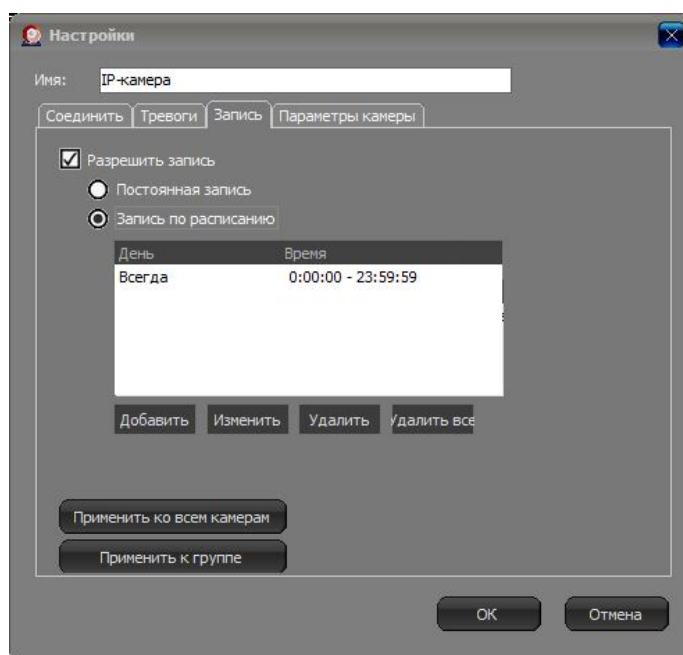 Настройки
Имя: IP-камера
Соединить Тревоги Запись Параметры камеры
Разрешить запись
Постоянная запись
Запись по расписанию
День Время
Всегда 0:00:00 - 23:59:59
Добавить Изменить Удалить Удалить все
Применить ко всем камерам
Применить к группе
OK Отмена